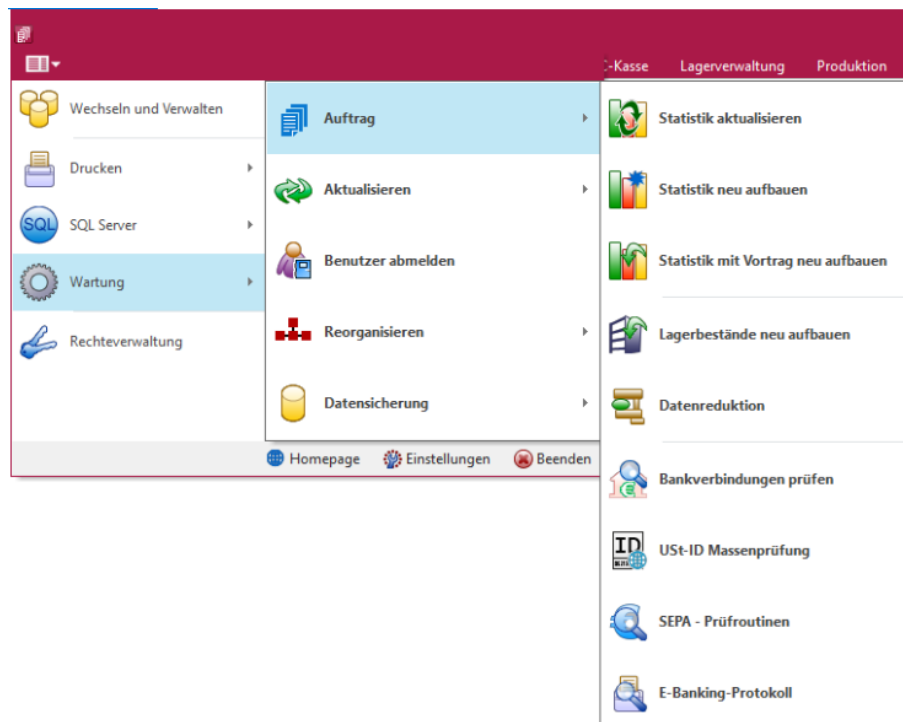 -Kasse Lagerverwaltung Produktion
Wechseln und Verwalten
Drucken
SQL
SQL Server
Wartung
Rechteverwaltung
Auftrag
Aktualisieren
Benutzer abmelden
Reorganisieren
Datensicherung
Homepage Einstellungen Beenden
Statistik aktualisieren
Statistik neu aufbauen
Statistik mit Vortrag neu aufbauen
Lagerbestände neu aufbauen
Datenreduktion
Bankverbindungen prüfen
ID
USt-ID Massenprüfung
SEPA - Prüfroutinen
E-Banking-Protokoll